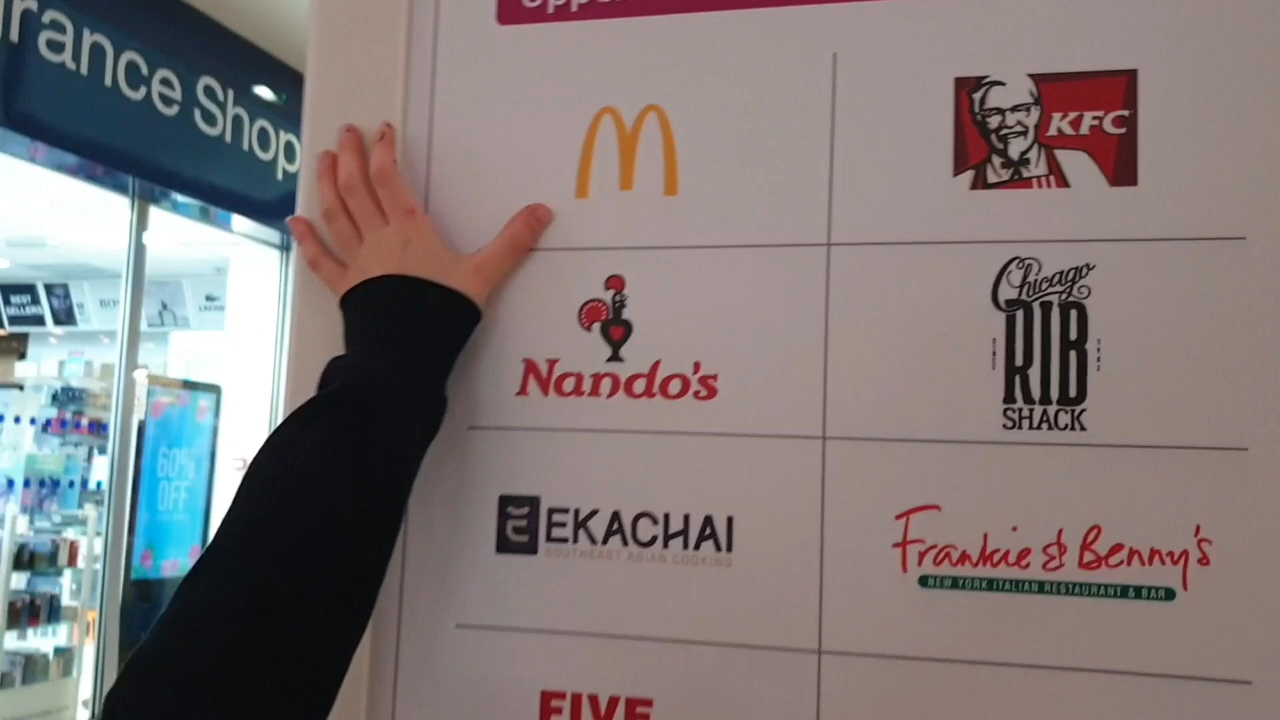 rance Shop
KFC
Nando's
Chicago
RIB
SHACK
EKACHAI
SOUTHEAST ASIAN COOKING
Frankie & Benny's
NEW YORK ITALIAN RESTAURANT & BAR
FIVE
BEST
SELLERS
60%
OFF